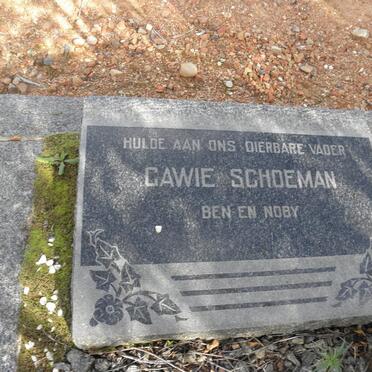 HULDE AAN ONS DIERBARE VADER
GAWIE SCHOEMAN
BEN EN NOBY